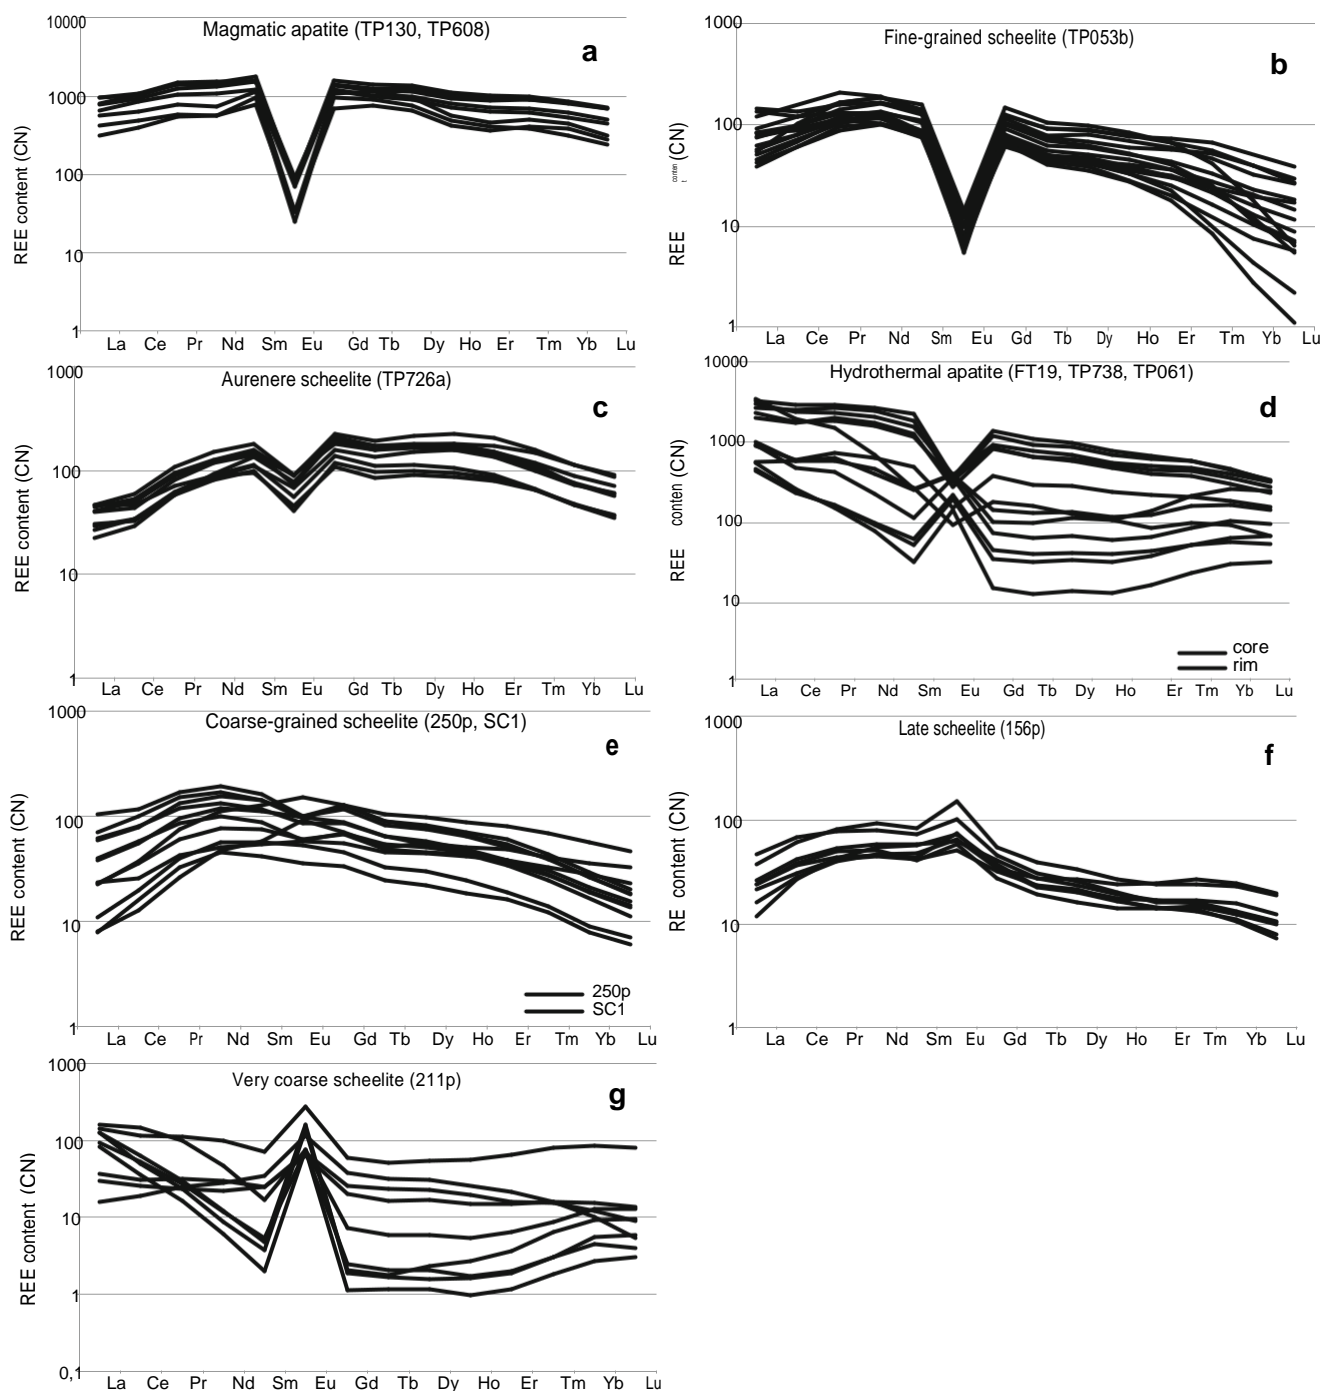 Magmatic apatite (TP130, TP608)
a
10000
1000
100
10
1
REE content (CN)
La Ce Pr Nd Sm Eu Gd Tb Dy Ho Er Tm Yb Lu
Fine-grained scheelite (TP053b)
b
1000
100
10
1
REE conten t (CN)
La Ce Pr Nd Sm Eu Gd Tb Dy Ho Er Tm Yb Lu
Aurenere scheelite (TP726a)
c
1000
100
10
1
REE content (CN)
La Ce Pr Nd Sm Eu Gd Tb Dy Ho Er Tm Yb Lu
Hydrothermal apatite (FT19, TP738, TP061)
d
10000
1000
100
10
1
REE conten (CN)
core
rim
La Ce Pr Nd Sm Eu Gd Tb Dy Ho Er Tm Yb Lu
Coarse-grained scheelite (250p, SC1)
e
1000
100
10
1
REE content (CN)
250p
SC1
La Ce Pr Nd Sm Eu Gd Tb Dy Ho Er Tm Yb Lu
Late scheelite (156p)
f
1000
100
10
1
RE content (CN)
La Ce Pr Nd Sm Eu Gd Tb Dy Ho Er Tm Yb Lu
Very coarse scheelite (211p)
g
1000
100
10
1
0,1
REE content (CN)
La Ce Pr Nd Sm Eu Gd Tb Dy Ho Er Tm Yb Lu